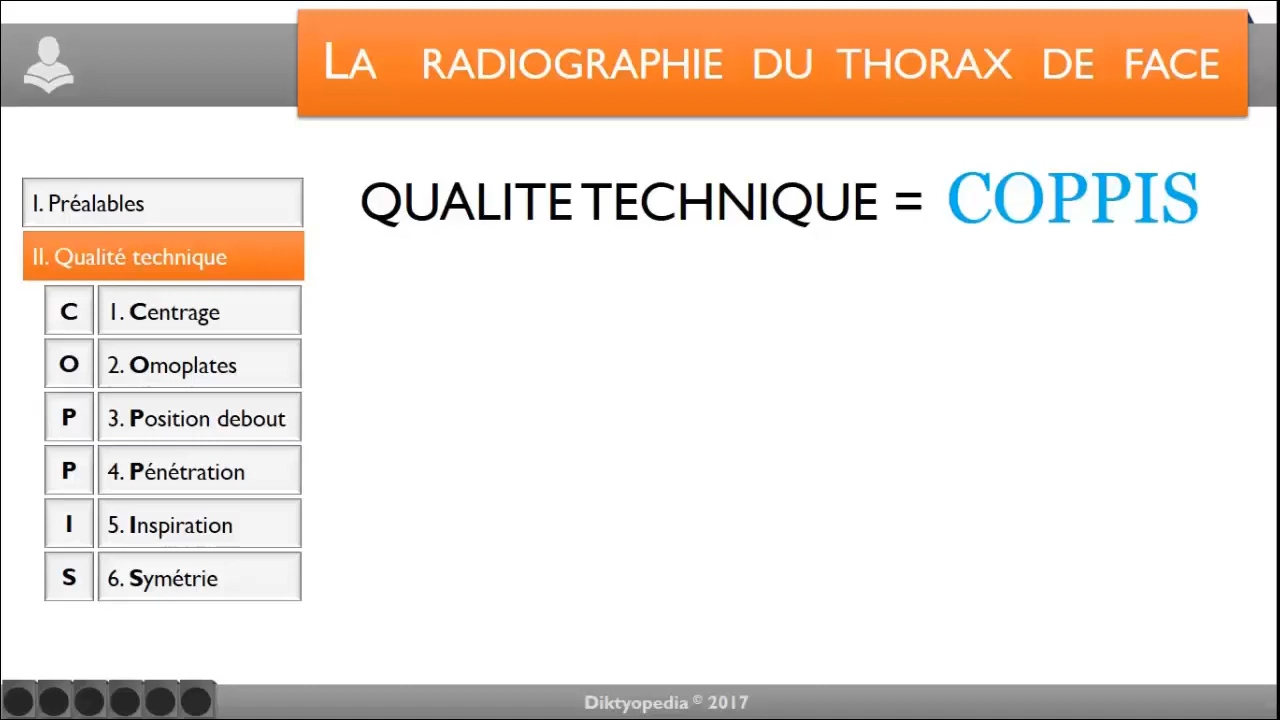 LA RADIOGRAPHIE DU THORAX DE FACE
QUALITE TECHNIQUE = COPPIS
I. Préalables
II. Qualité technique
C 1. Centrage
O 2. Omoplates
P 3. Position debout
P 4. Pénétration
I 5. Inspiration
S 6. Symétrie
Diktyopedia © 2017